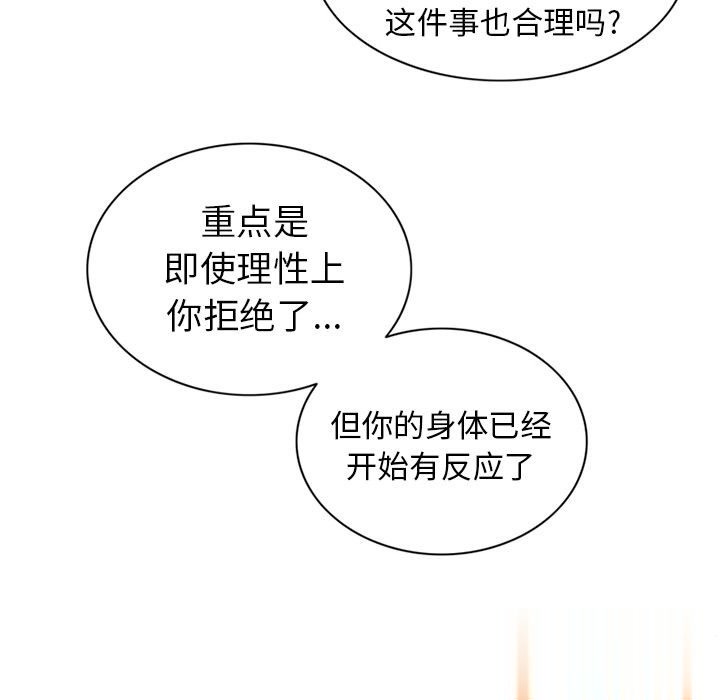 这件事也合理吗?
重点是
即使理性上
你拒绝了...
但你的身体已经
开始有反应了